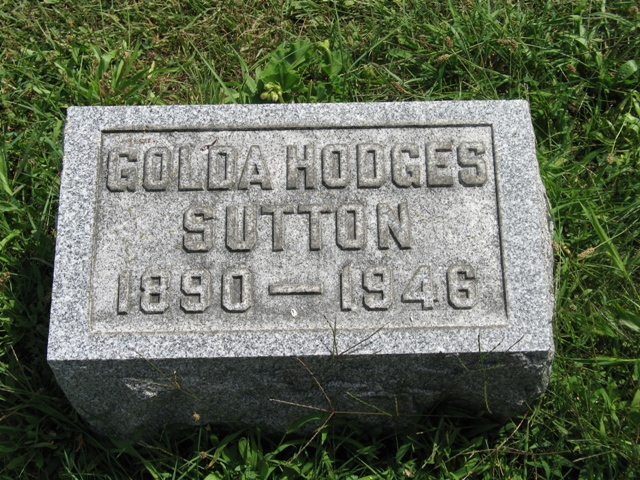 GOLDA HODGES
SUTTON
1890 — 1946